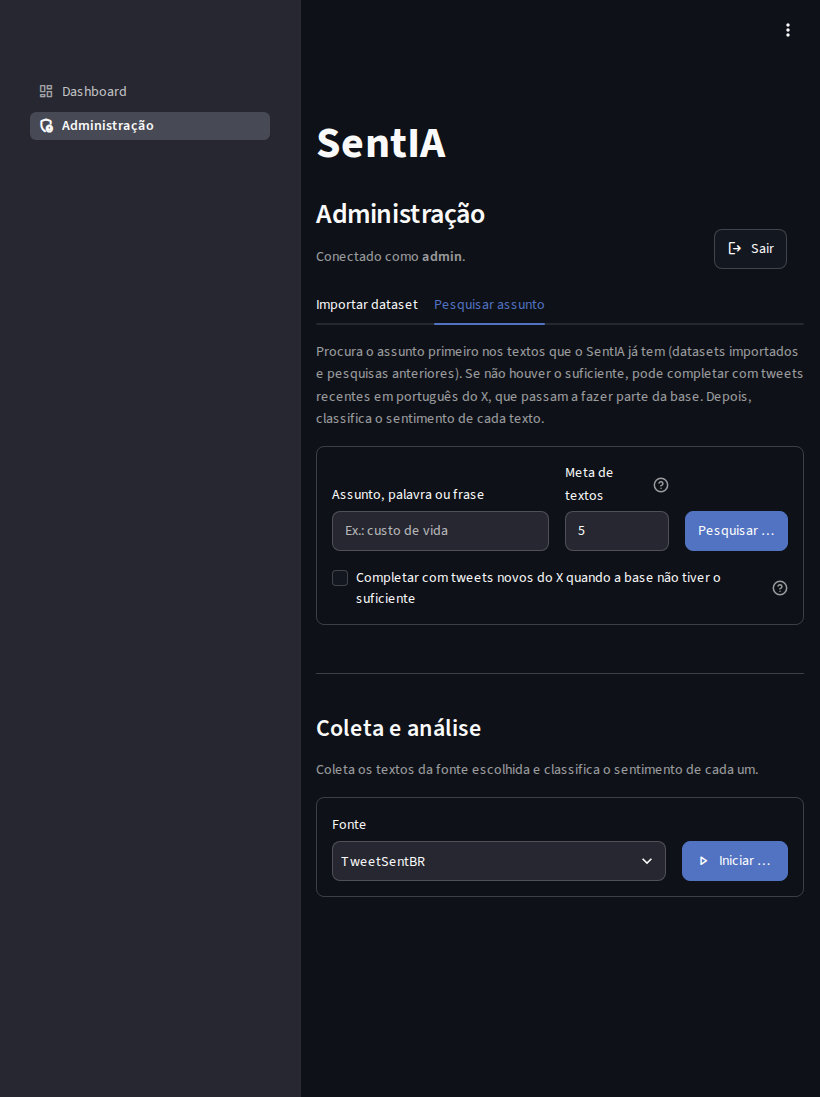 Dashboard
Administração
SentIA
Administração
Conectado como admin.
Sair
Importar dataset
Pesquisar assunto
Procura o assunto primeiro nos textos que o SentIA já tem (datasets importados
e pesquisas anteriores). Se não houver o suficiente, pode completar com tweets
recentes em português do X, que passam a fazer parte da base. Depois,
classifica o sentimento de cada texto.
Assunto, palavra ou frase
Meta de
textos
Ex.: custo de vida
5
Pesquisar ...
Completar com tweets novos do X quando a base não tiver o
suficiente
Coleta e análise
Coleta os textos da fonte escolhida e classifica o sentimento de cada um.
Fonte
TweetSentBR
Iniciar ...